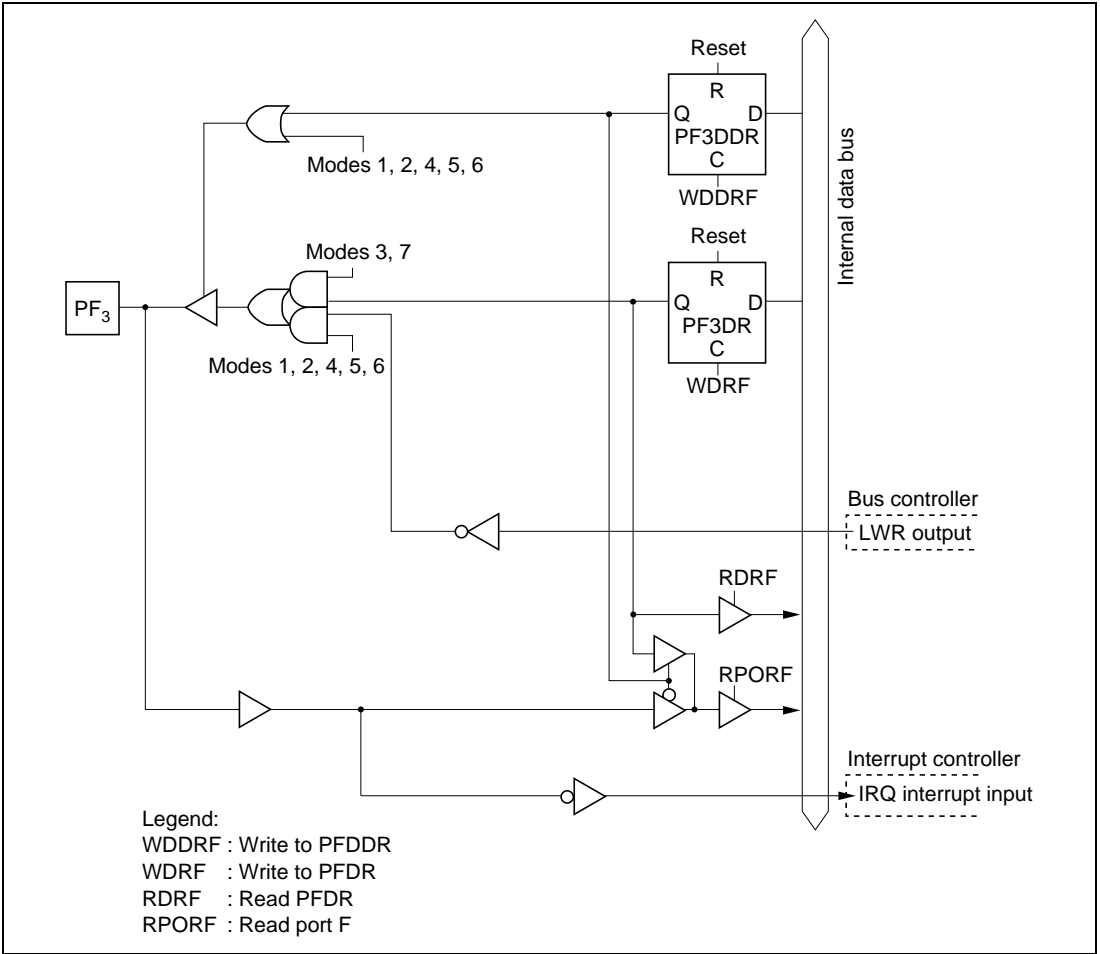 Reset
R
Q D
PF3DDR
C
WDDRF
Modes 1, 2, 4, 5, 6
Internal data bus
Reset
R
Q D
PF3DR
C
WDRF
Modes 3, 7
PF3
Modes 1, 2, 4, 5, 6
Bus controller
LWR output
RDRF
RPORF
Interrupt controller
IRQ interrupt input
Legend:
WDDRF : Write to PFDDR
WDRF : Write to PFDR
RDRF : Read PFDR
RPORF : Read port F